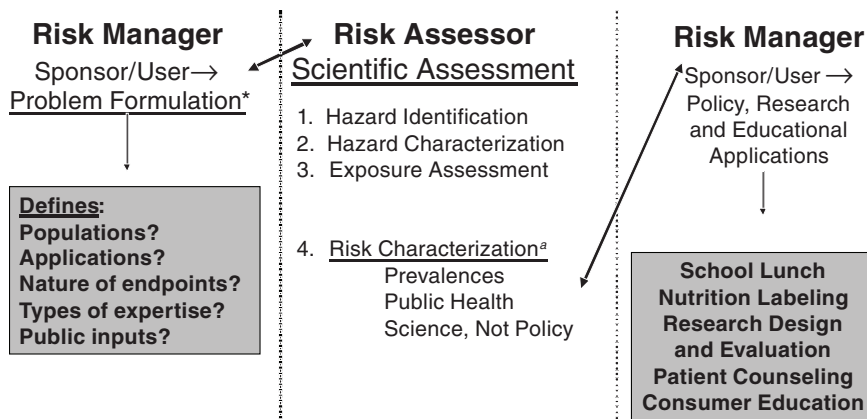 Risk Manager
Sponsor/User→
Problem Formulation*
Defines:
Populations?
Applications?
Nature of endpoints?
Types of expertise?
Public inputs?
Risk Assessor
Scientific Assessment
1. Hazard Identification
2. Hazard Characterization
3. Exposure Assessment
4. Risk Characterizationᵃ
Prevalences
Public Health
Science, Not Policy
Risk Manager
Sponsor/User →
Policy, Research
and Educational
Applications
School Lunch
Nutrition Labeling
Research Design
and Evaluation
Patient Counseling
Consumer Education